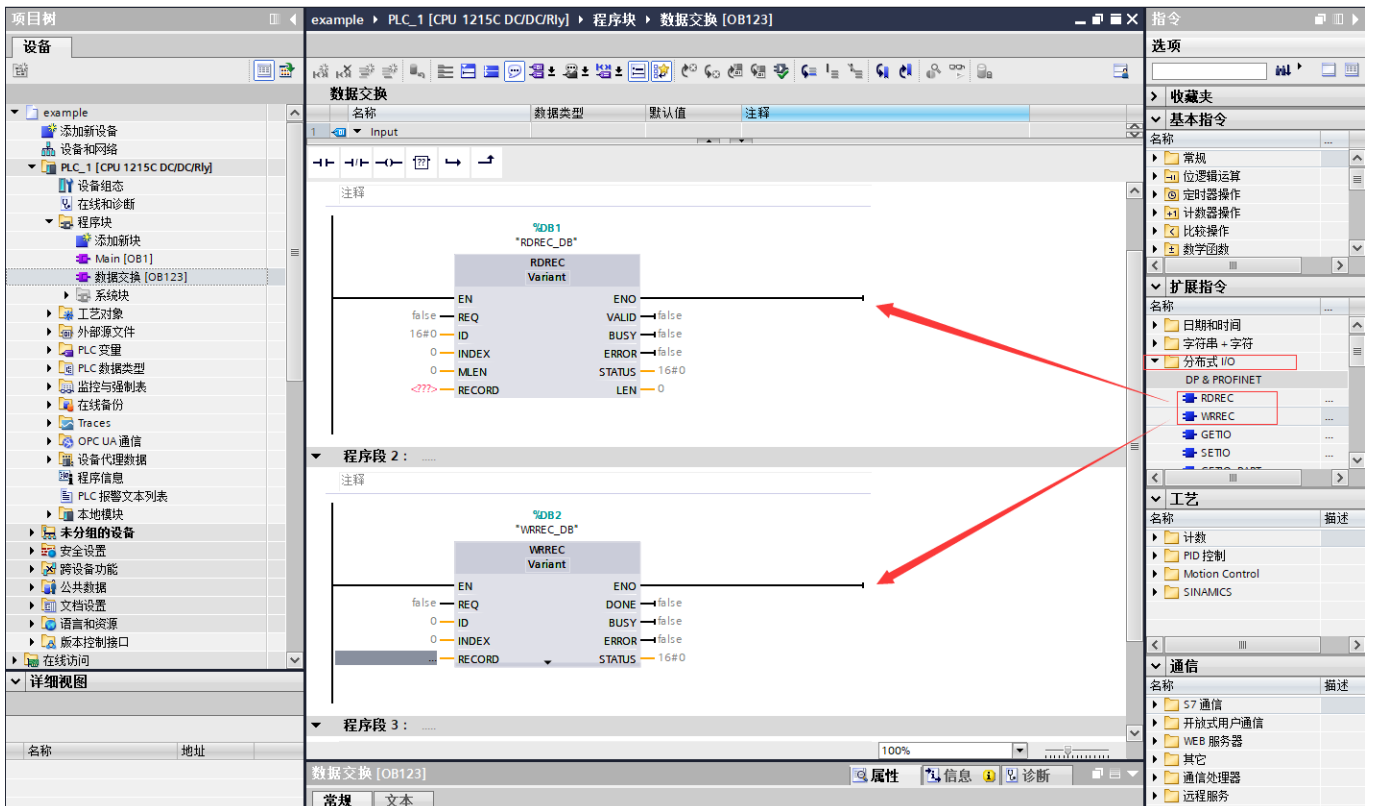 项目树
设备
example
添加新设备
设备和网络
PLC_1 [CPU 1215C DC/DC/Rly]
设备组态
在线和诊断
程序块
添加新块
Main [OB1]
数据交换 [OB123]
系统块
工艺对象
外部源文件
PLC 变量
PLC 数据类型
监控与强制表
在线备份
Traces
OPC UA 通信
设备代理数据
程序信息
PLC 报警文本列表
本地模块
未分组的设备
安全设置
跨设备功能
公共数据
文档设置
语言和资源
版本控制接口
在线访问
详细视图
名称 地址
example PLC_1 [CPU 1215C DC/DC/Rly] 程序块 数据交换 [OB123]
数据交换
名称 数据类型 默认值 注释
1 Input
??
注释
%DB1
"RDREC_DB"
RDREC
Variant
EN ENO
false REQ VALID false
16#0 ID BUSY false
0 INDEX ERROR false
0 MLEN STATUS 16#0
<???> RECORD LEN 0
程序段 2： .....
注释
%DB2
"WRREC_DB"
WRREC
Variant
EN ENO
false REQ DONE false
0 ID BUSY false
0 INDEX ERROR false
... RECORD STATUS 16#0
程序段 3： .....
100%
数据交换 [OB123]
属性 信息 诊断
常规 文本
指令
选项
收藏夹
基本指令
名称 ...
常规
位逻辑运算
定时器操作
计数器操作
比较操作
数学函数
扩展指令
名称 ...
日期和时间
字符串 + 字符
分布式 I/O
DP & PROFINET
RDREC ...
WRREC ...
GETIO ...
SETIO ...
工艺
名称 描述
计数
PID 控制
Motion Control
SINAMICS
通信
名称 描述
S7 通信
开放式用户通信
WEB 服务器
其它
通信处理器
远程服务